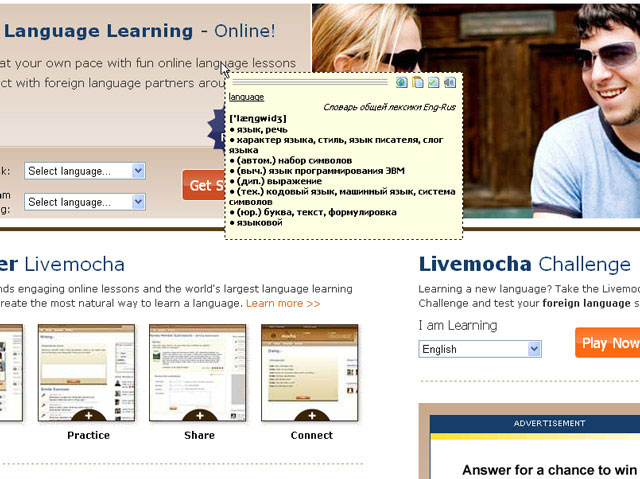 Language Learning - Online!
at your own pace with fun online language lessons
ct with foreign language partners arou
language
Словарь общей лексики Eng-Rus
['læŋgwidʒ]
• язык, речь
• характер языка, стиль, язык писателя, слог
языка
• (автом.) набор символов
• (выч.) язык программирования ЭВМ
• (дип.) выражение
• (тех.) кодовый язык, машинный язык, система
символов
• (юр.) буква, текст, формулировка
• языковой
k:
Select language...
Get S
am
g:
Select language...
er Livemocha
nds engaging online lessons and the world's largest language learning
reate the most natural way to learn a language. Learn more >>
Practice
Share
Connect
Livemocha Challenge
Learning a new language? Take the Livemoc
Challenge and test your foreign language s
I am Learning
English
Play Now
ADVERTISEMENT
Answer for a chance to win